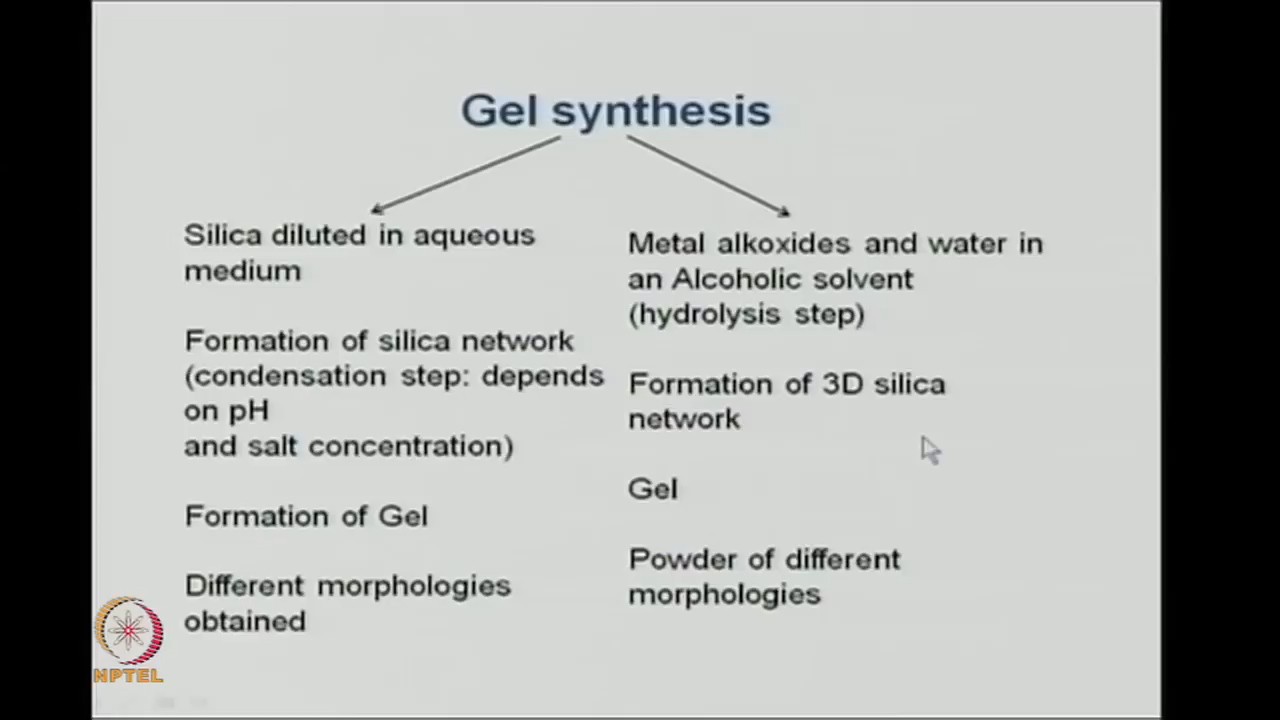 Gel synthesis
Silica diluted in aqueous
medium
Formation of silica network
(condensation step: depends
on pH
and salt concentration)
Formation of Gel
Different morphologies
obtained
Metal alkoxides and water in
an Alcoholic solvent
(hydrolysis step)
Formation of 3D silica
network
Gel
Powder of different
morphologies
NPTEL